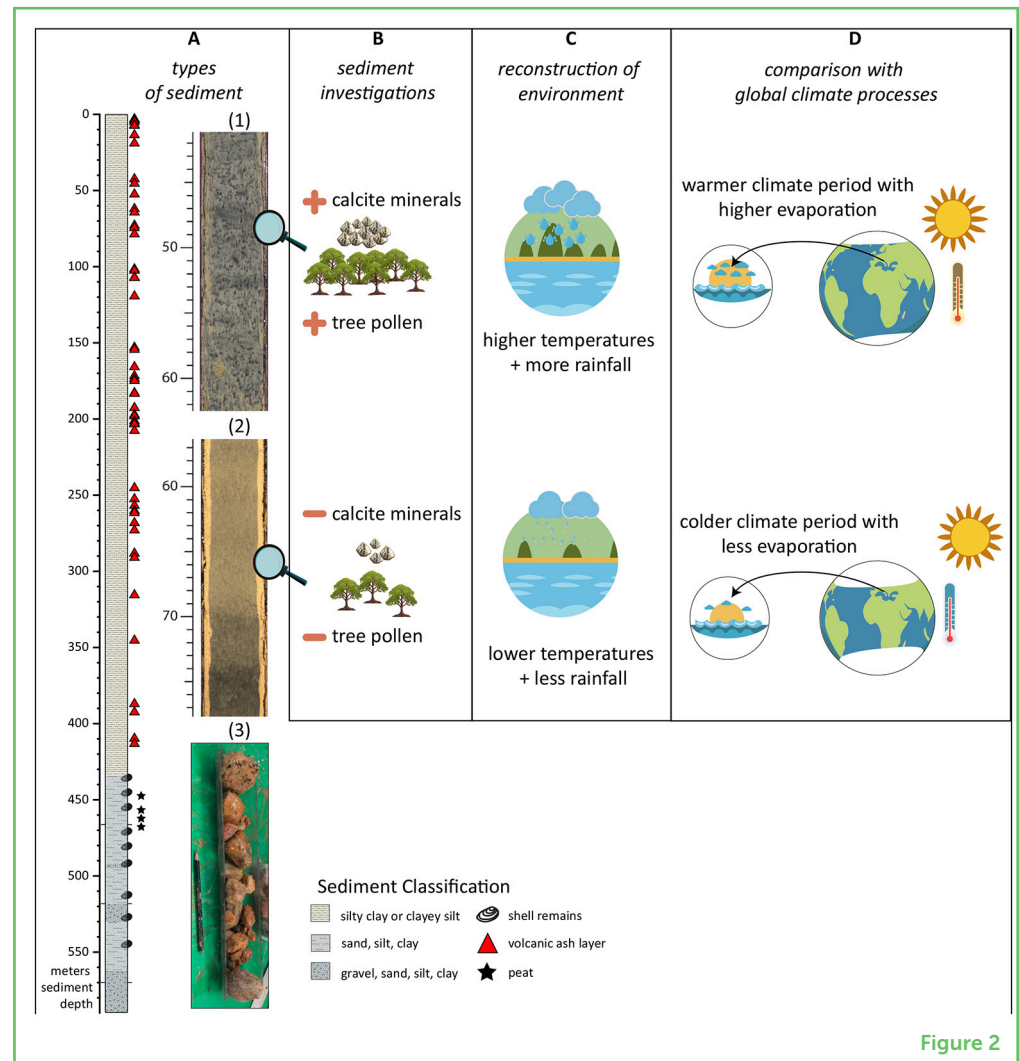 A
B
C
D
types
of sediment
sediment
investigations
reconstruction of
environment
comparison with
global climate processes
0
50
100
150
200
250
300
350
400
450
500
550
meters
sediment
depth
(1)
50
60
(2)
60
70
(3)
calcite minerals
tree pollen
higher temperatures
+ more rainfall
warmer climate period with
higher evaporation
calcite minerals
tree pollen
lower temperatures
+ less rainfall
colder climate period with
less evaporation
Sediment Classification
silty clay or clayey silt
shell remains
sand, silt, clay
volcanic ash layer
gravel, sand, silt, clay
peat
Figure 2